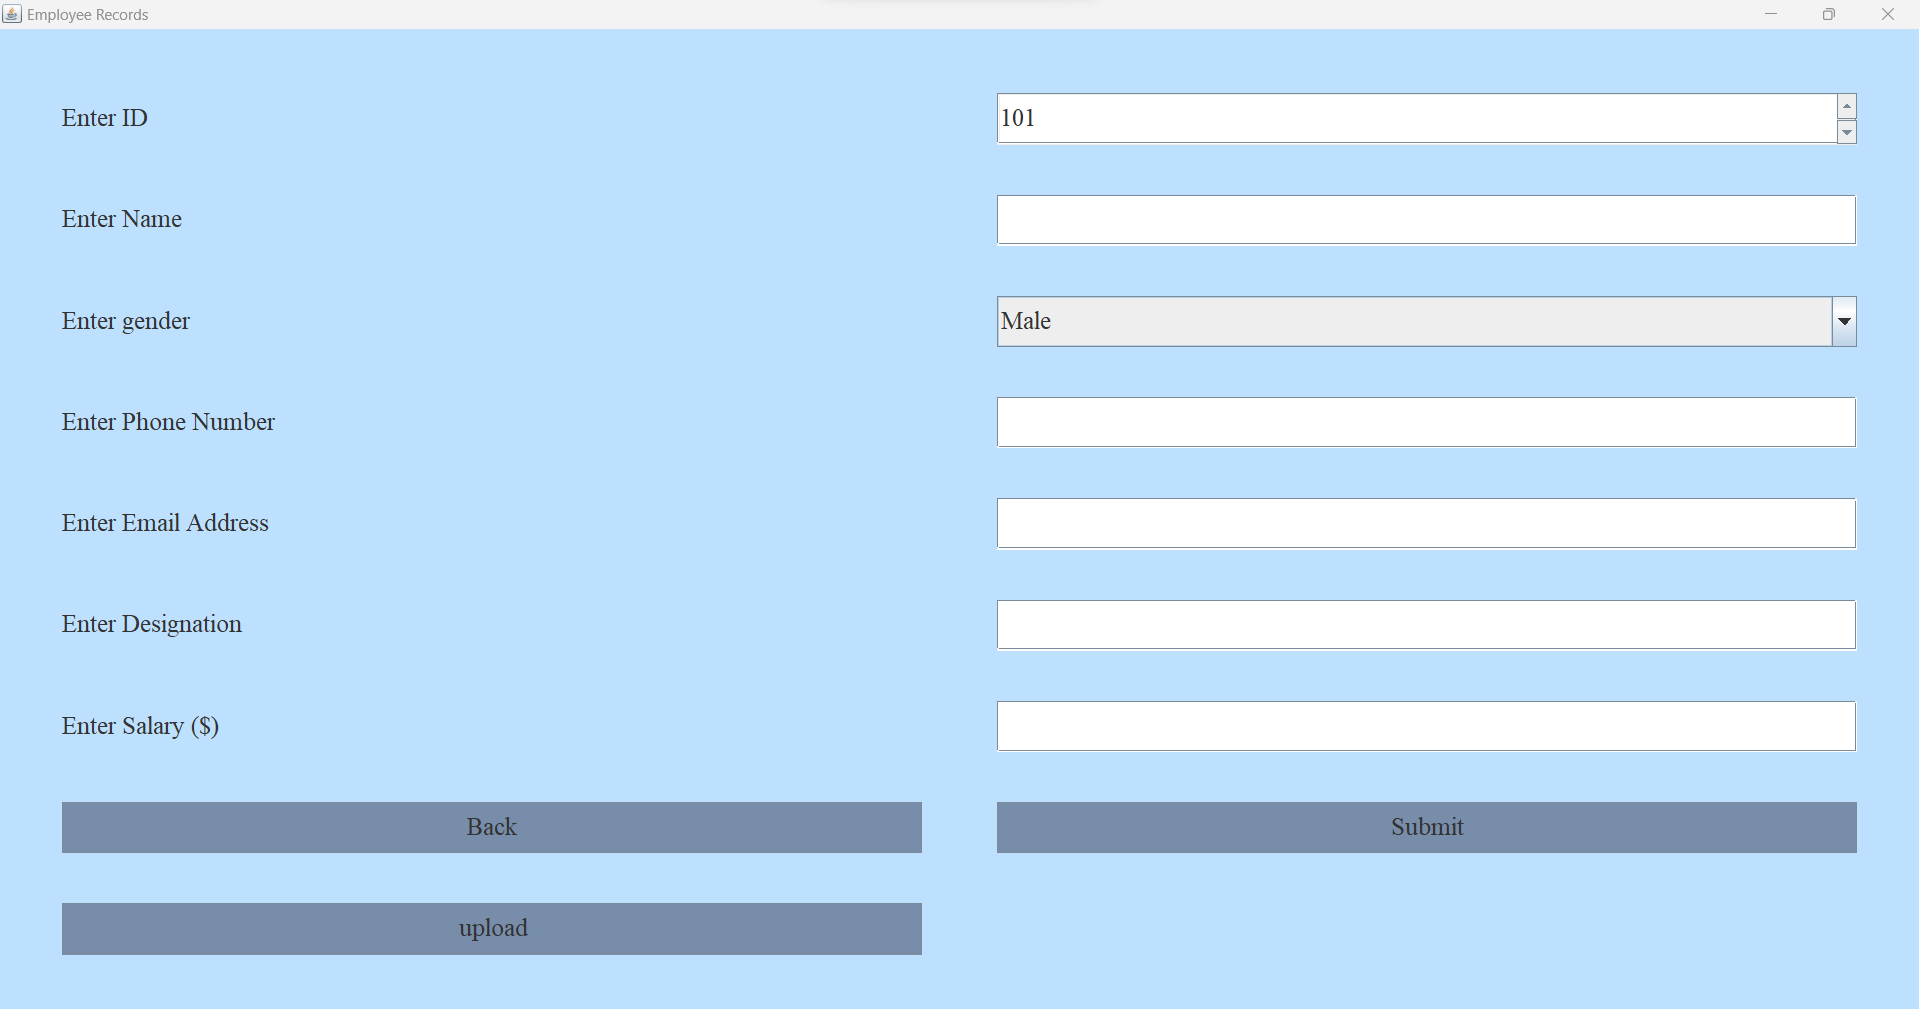 Employee Records
Enter ID 101
Enter Name
Enter gender Male
Enter Phone Number
Enter Email Address
Enter Designation
Enter Salary ($)
Back Submit
upload